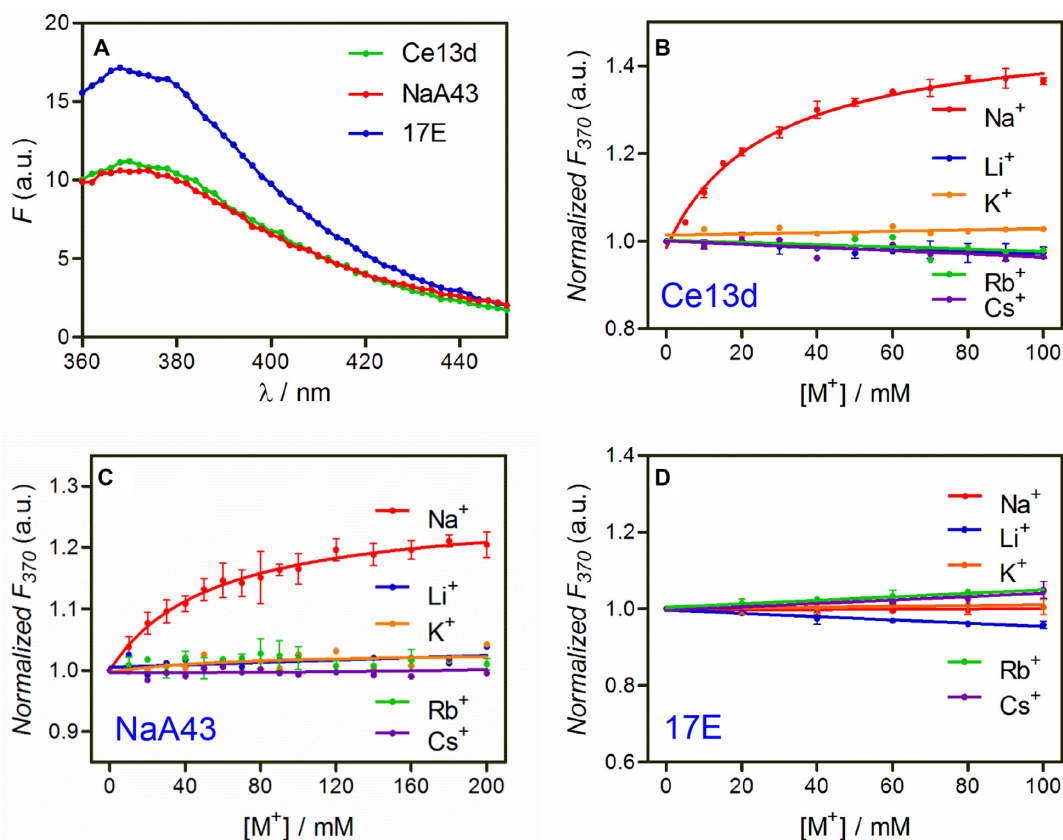 A
Ce13d
NaA43
17E
F (a.u.)
20
15
10
5
0
360
380
400
420
440
λ / nm
B
Normalized F370 (a.u.)
1.4
1.2
1.0
0.8
Na+
Li+
K+
Rb+
Cs+
Ce13d
0
20
40
60
80
100
[M+] / mM
C
Normalized F370 (a.u.)
1.3
1.2
1.1
1.0
0.9
Na+
Li+
K+
Rb+
Cs+
NaA43
0
40
80
120
160
200
[M+] / mM
D
Normalized F370 (a.u.)
1.4
1.2
1.0
0.8
0.6
Na+
Li+
K+
Rb+
Cs+
17E
0
20
40
60
80
100
[M+] / mM